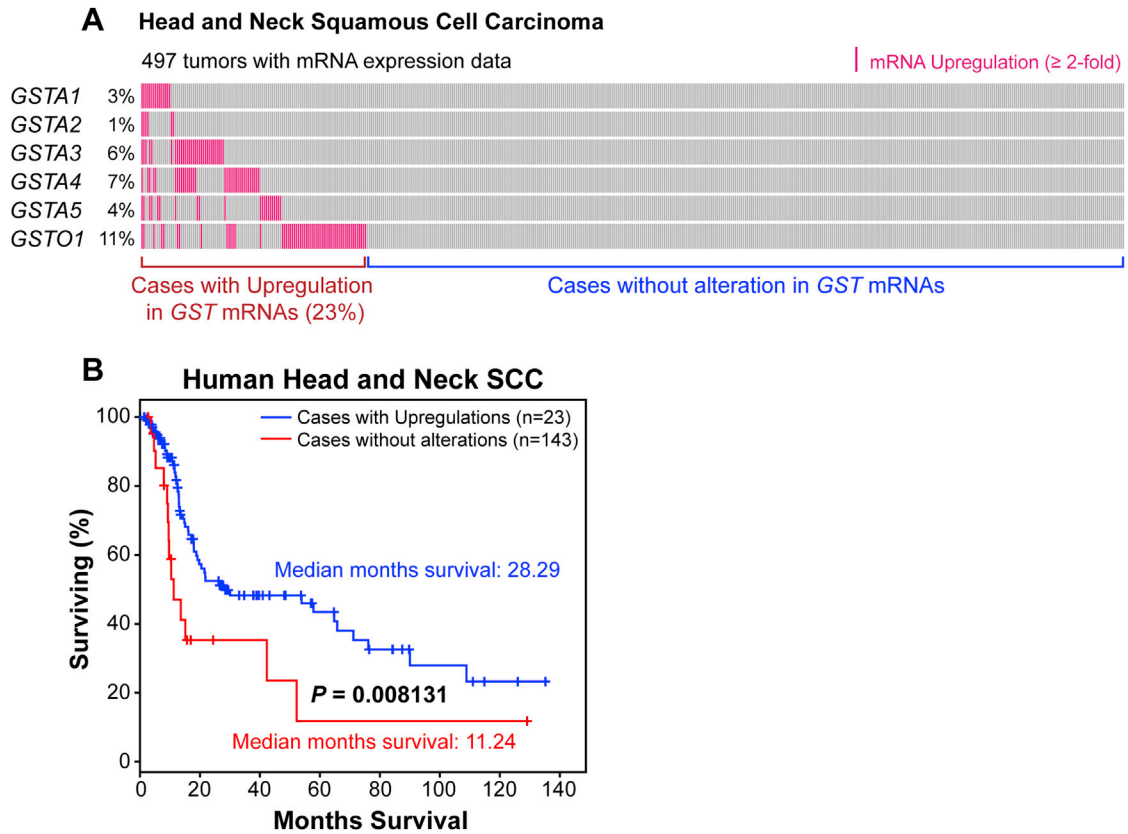 A Head and Neck Squamous Cell Carcinoma
497 tumors with mRNA expression data
mRNA Upregulation (≥ 2-fold)
GSTA1 3%
GSTA2 1%
GSTA3 6%
GSTA4 7%
GSTA5 4%
GSTO1 11%
Cases with Upregulation
in GST mRNAs (23%)
Cases without alteration in GST mRNAs
B
Human Head and Neck SCC
Cases with Upregulations (n=23)
Cases without alterations (n=143)
Surviving (%)
100
80
60
40
20
0
Median months survival: 28.29
P = 0.008131
Median months survival: 11.24
0 20 40 60 80 100 120 140
Months Survival